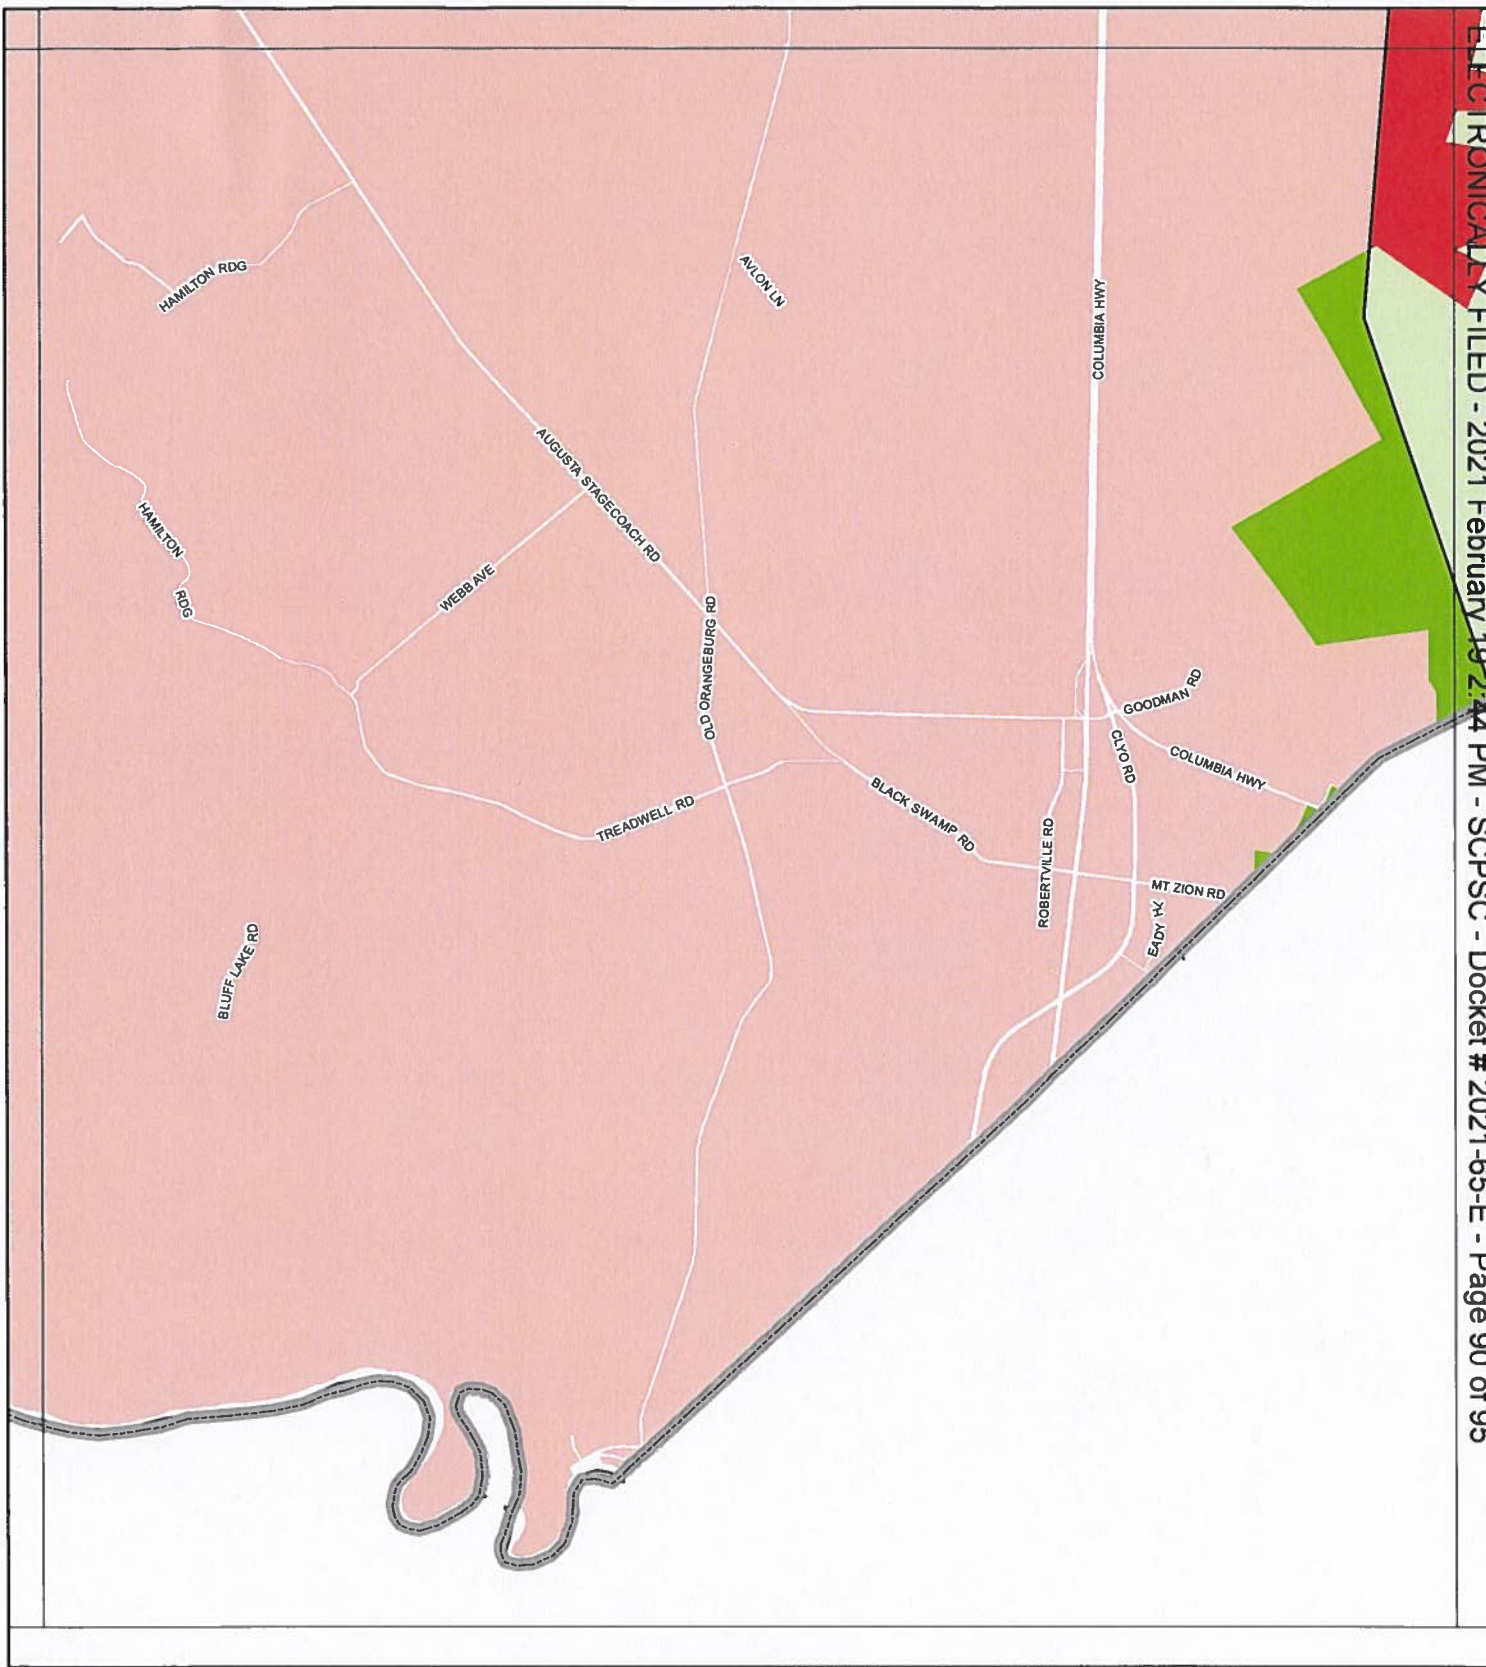 ELECTRONICALLY FILED - 2021 February 19 2:44 PM - SCPSC - Docket # 2021-65-E - Page 90 of 95
HAMILTON RDG
AVLON LN
COLUMBIA HWY
AUGUSTA STAGECOACH RD
HAMILTON
RDG
WEBB AVE
OLD ORANGEBURG RD
GOODMAN RD
CLYO RD
COLUMBIA HWY
TREADWELL RD
BLACK SWAMP RD
ROBERTVILLE RD
MT ZION RD
EADY
BLUFF LAKE RD